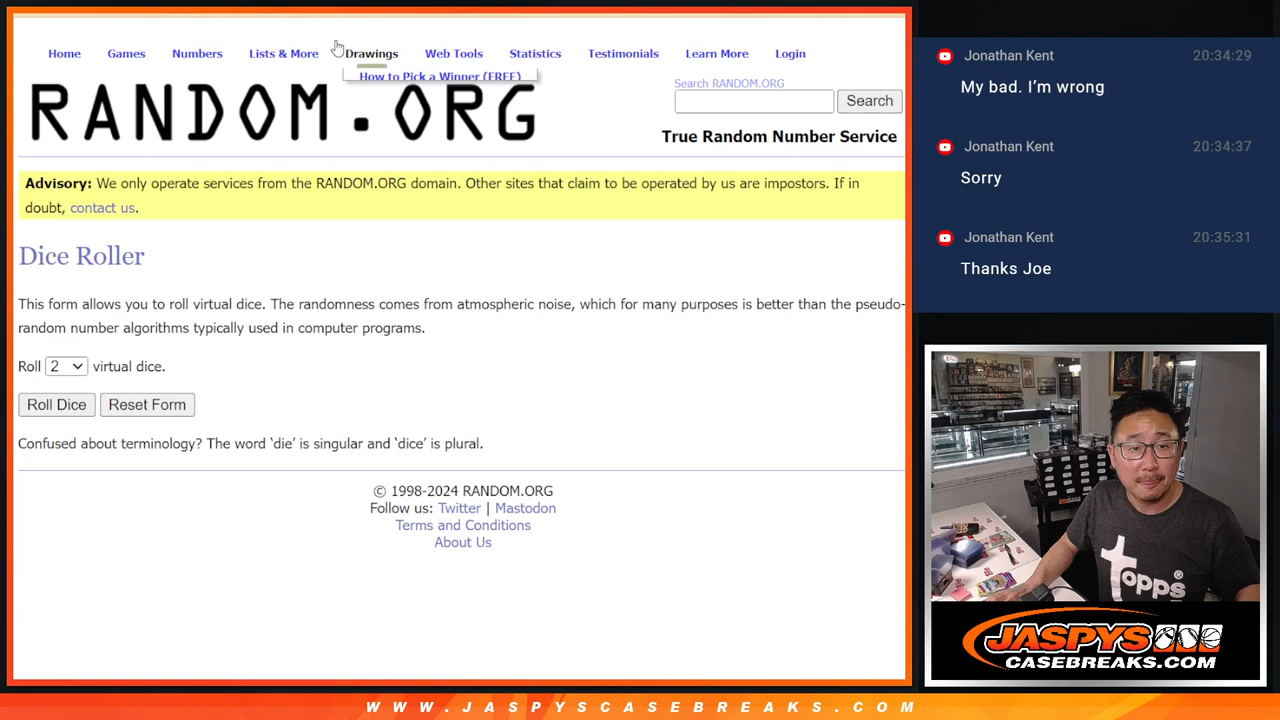 Home Games Numbers Lists & More Drawings Web Tools Statistics Testimonials Learn More Login
How to Pick a Winner (FREE)
RANDOM.ORG
Search RANDOM.ORG
Search
True Random Number Service
Advisory: We only operate services from the RANDOM.ORG domain. Other sites that claim to be operated by us are impostors. If in
doubt, contact us.
Dice Roller
This form allows you to roll virtual dice. The randomness comes from atmospheric noise, which for many purposes is better than the pseudo-
random number algorithms typically used in computer programs.
Roll 2 virtual dice.
Roll Dice Reset Form
Confused about terminology? The word ‘die’ is singular and ‘dice’ is plural.
© 1998-2024 RANDOM.ORG
Follow us: Twitter | Mastodon
Terms and Conditions
About Us
Jonathan Kent 20:34:29
My bad. I’m wrong
Jonathan Kent 20:34:37
Sorry
Jonathan Kent 20:35:31
Thanks Joe
topps®
JASPYS
CASEBREAKS.COM
WWW.JASPYSCASEBREAKS.COM